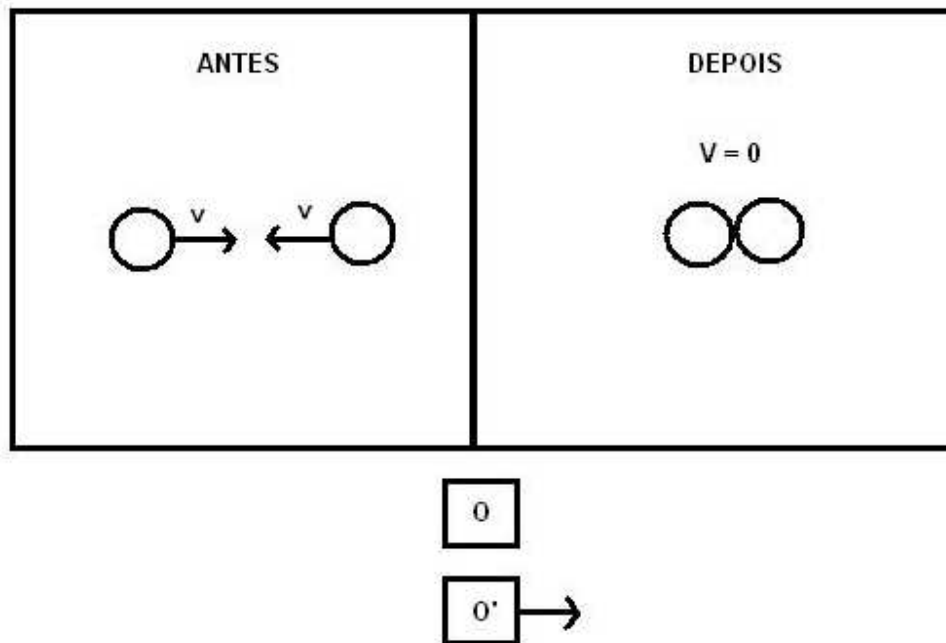 ANTES
DEPOIS
V = 0
v
v
O
O'